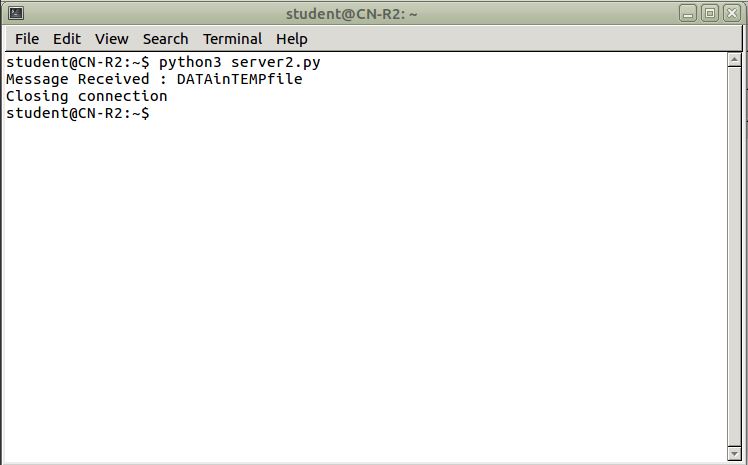 student@CN-R2: ~
File Edit View Search Terminal Help
student@CN-R2:~$ python3 server2.py
Message Received : DATAinTEMPfile
Closing connection
student@CN-R2:~$